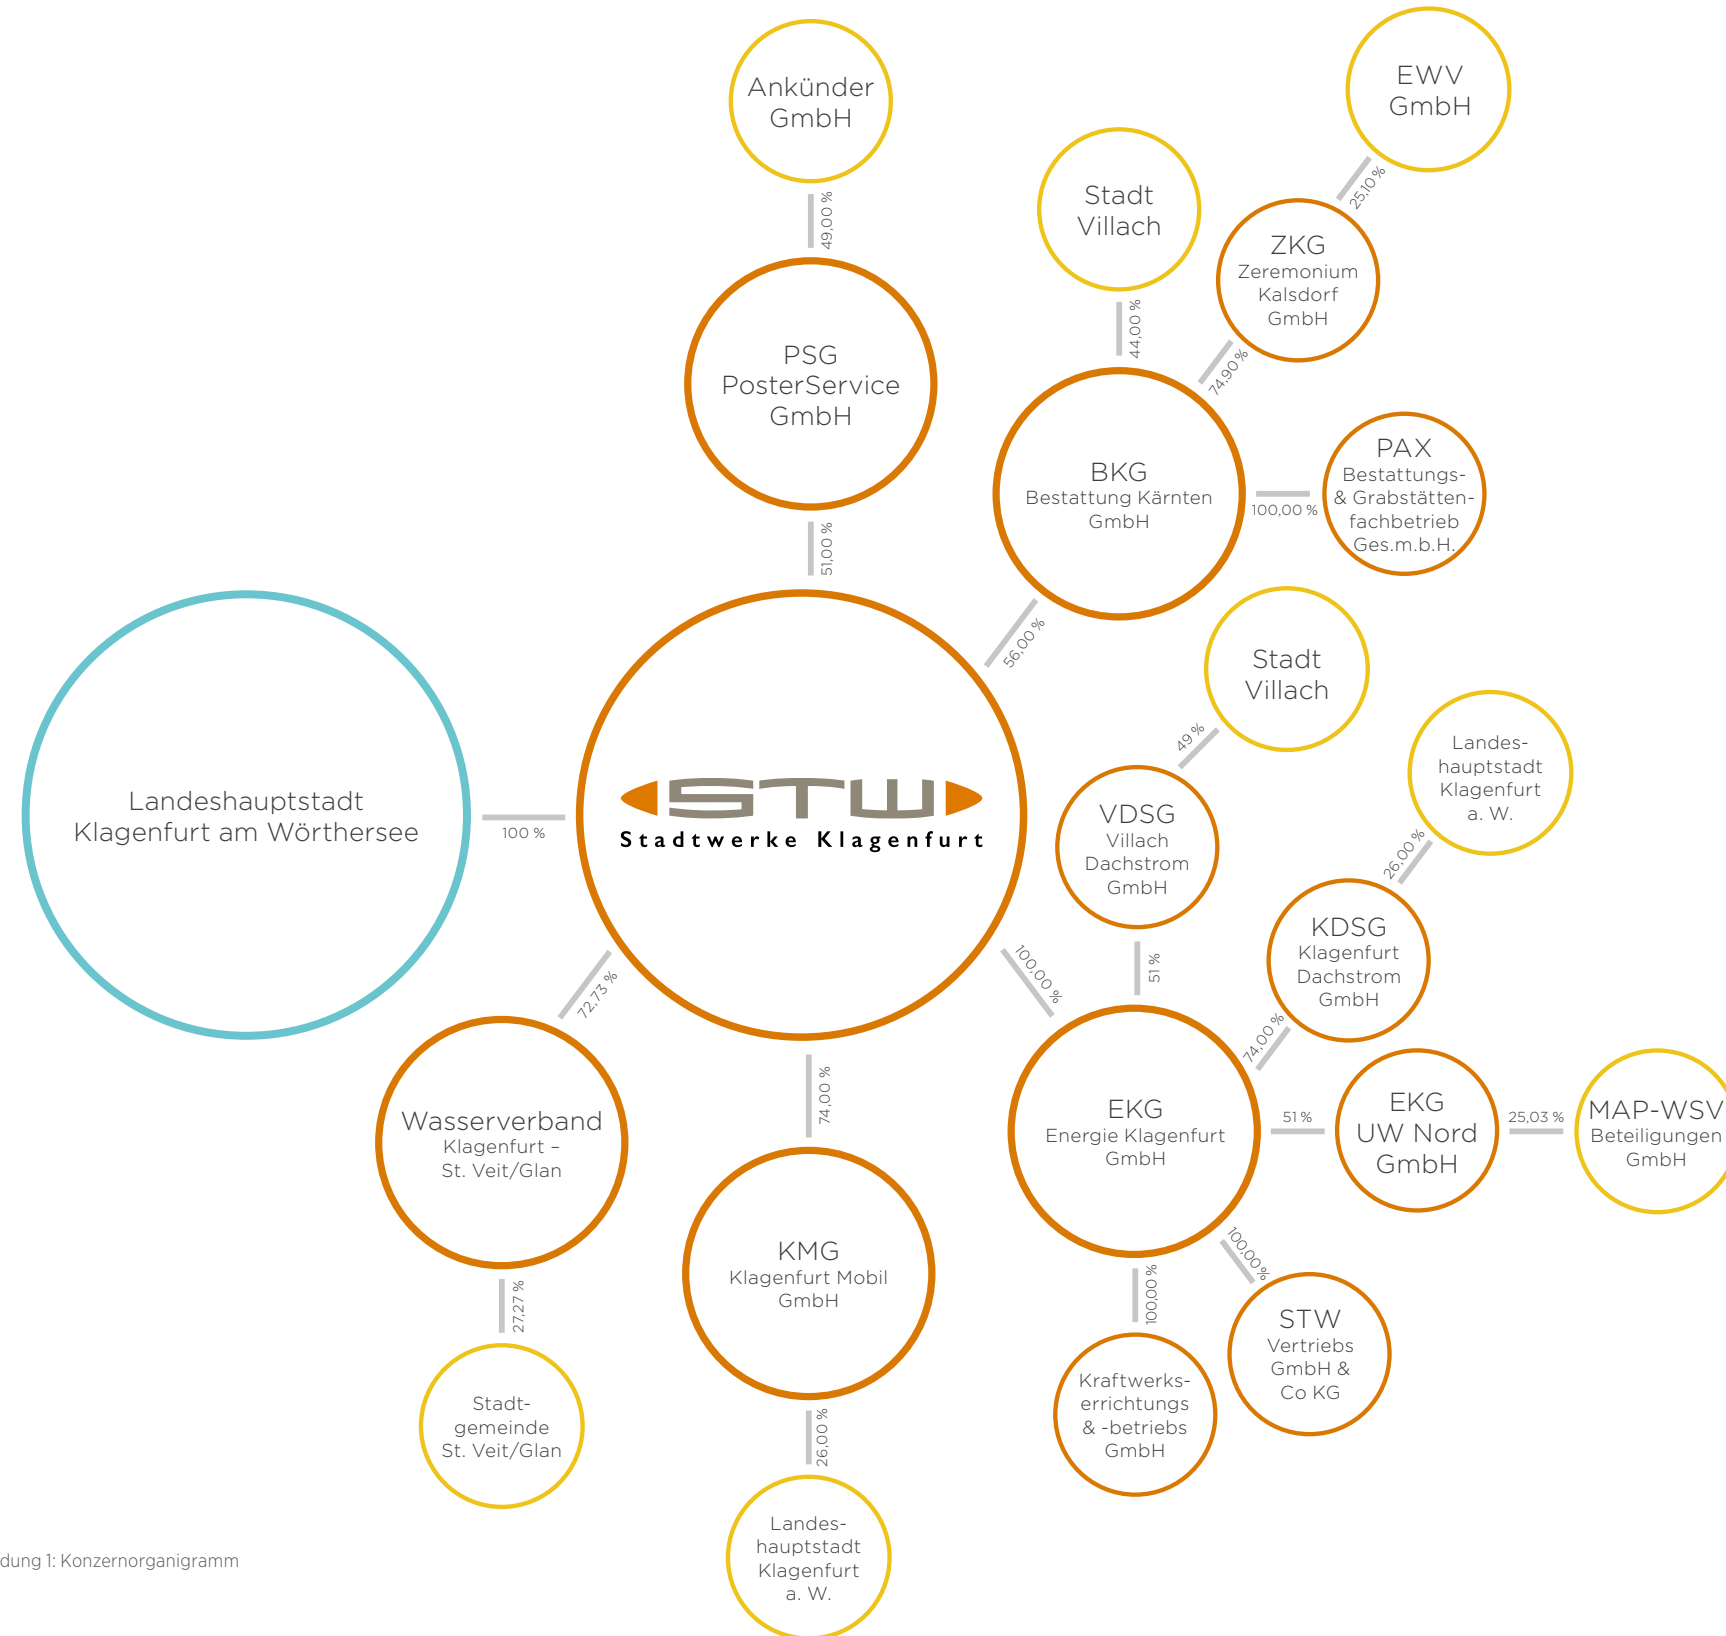 Ankünder
GmbH
49,00 %
PSG
PosterService
GmbH
51,00 %
EWV
GmbH
25,10 %
Stadt
Villach
44,00 %
ZKG
Zeremonium
Kalsdorf
GmbH
74,90 %
BKG
Bestattung Kärnten
GmbH
100,00 %
PAX
Bestattungs-
& Grabstätten-
fachbetrieb
Ges.m.b.H.
56,00 %
Landeshauptstadt
Klagenfurt am Wörthersee
100 %
STW
Stadtwerke Klagenfurt
Stadt
Villach
49 %
VDSG
Villach
Dachstrom
GmbH
51 %
Landes-
hauptstadt
Klagenfurt
a. W.
26,00 %
KDSG
Klagenfurt
Dachstrom
GmbH
74,00 %
100,00 %
EKG
Energie Klagenfurt
GmbH
51 %
EKG
UW Nord
GmbH
25,03 %
MAP-WSV
Beteiligungen
GmbH
100,00 %
STW
Vertriebs
GmbH &
Co KG
100,00 %
Kraftwerks-
errichtungs
& -betriebs
GmbH
72,73 %
Wasserverband
Klagenfurt –
St. Veit/Glan
27,27 %
Stadt-
gemeinde
St. Veit/Glan
74,00 %
KMG
Klagenfurt Mobil
GmbH
26,00 %
Landes-
hauptstadt
Klagenfurt
a. W.
dung 1: Konzernorganigramm